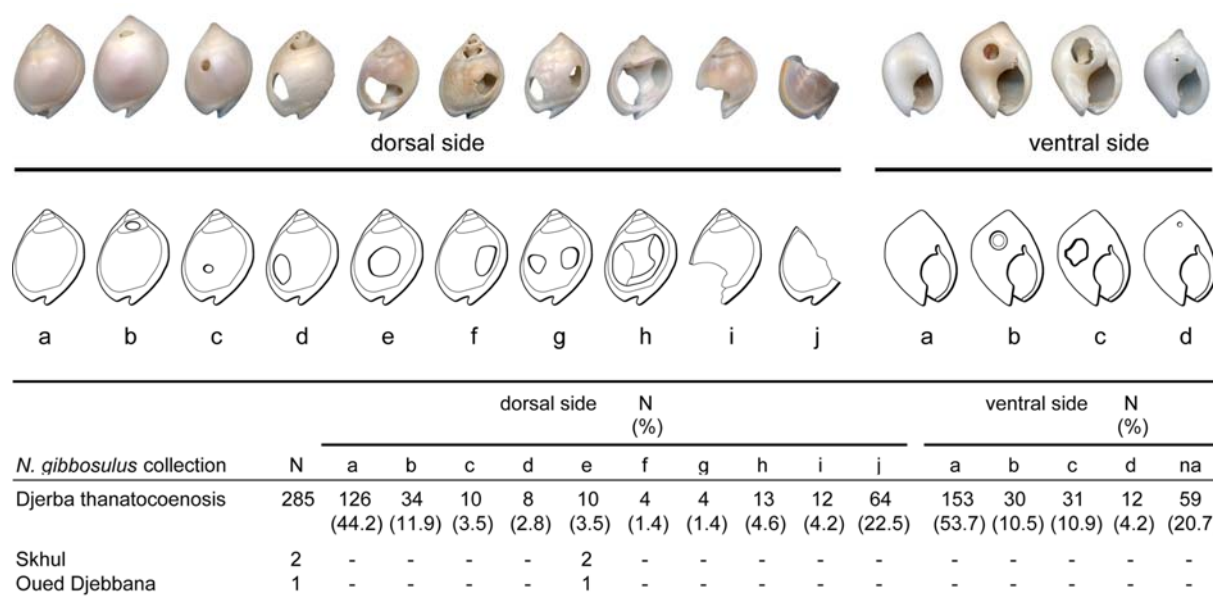 dorsal side ventral side
a b c d e f g h i j a b c d
dorsal side N ventral side N
(%) (%)
N. gibbosulus collection N a b c d e f g h i j a b c d na
Djerba thanatocoenosis 285 126 34 10 8 10 4 4 13 12 64 153 30 31 12 59
(44.2) (11.9) (3.5) (2.8) (3.5) (1.4) (1.4) (4.6) (4.2) (22.5) (53.7) (10.5) (10.9) (4.2) (20.7
Skhul 2 - - - - 2 - - - - - - - - - -
Oued Djebbana 1 - - - - 1 - - - - - - - - - -